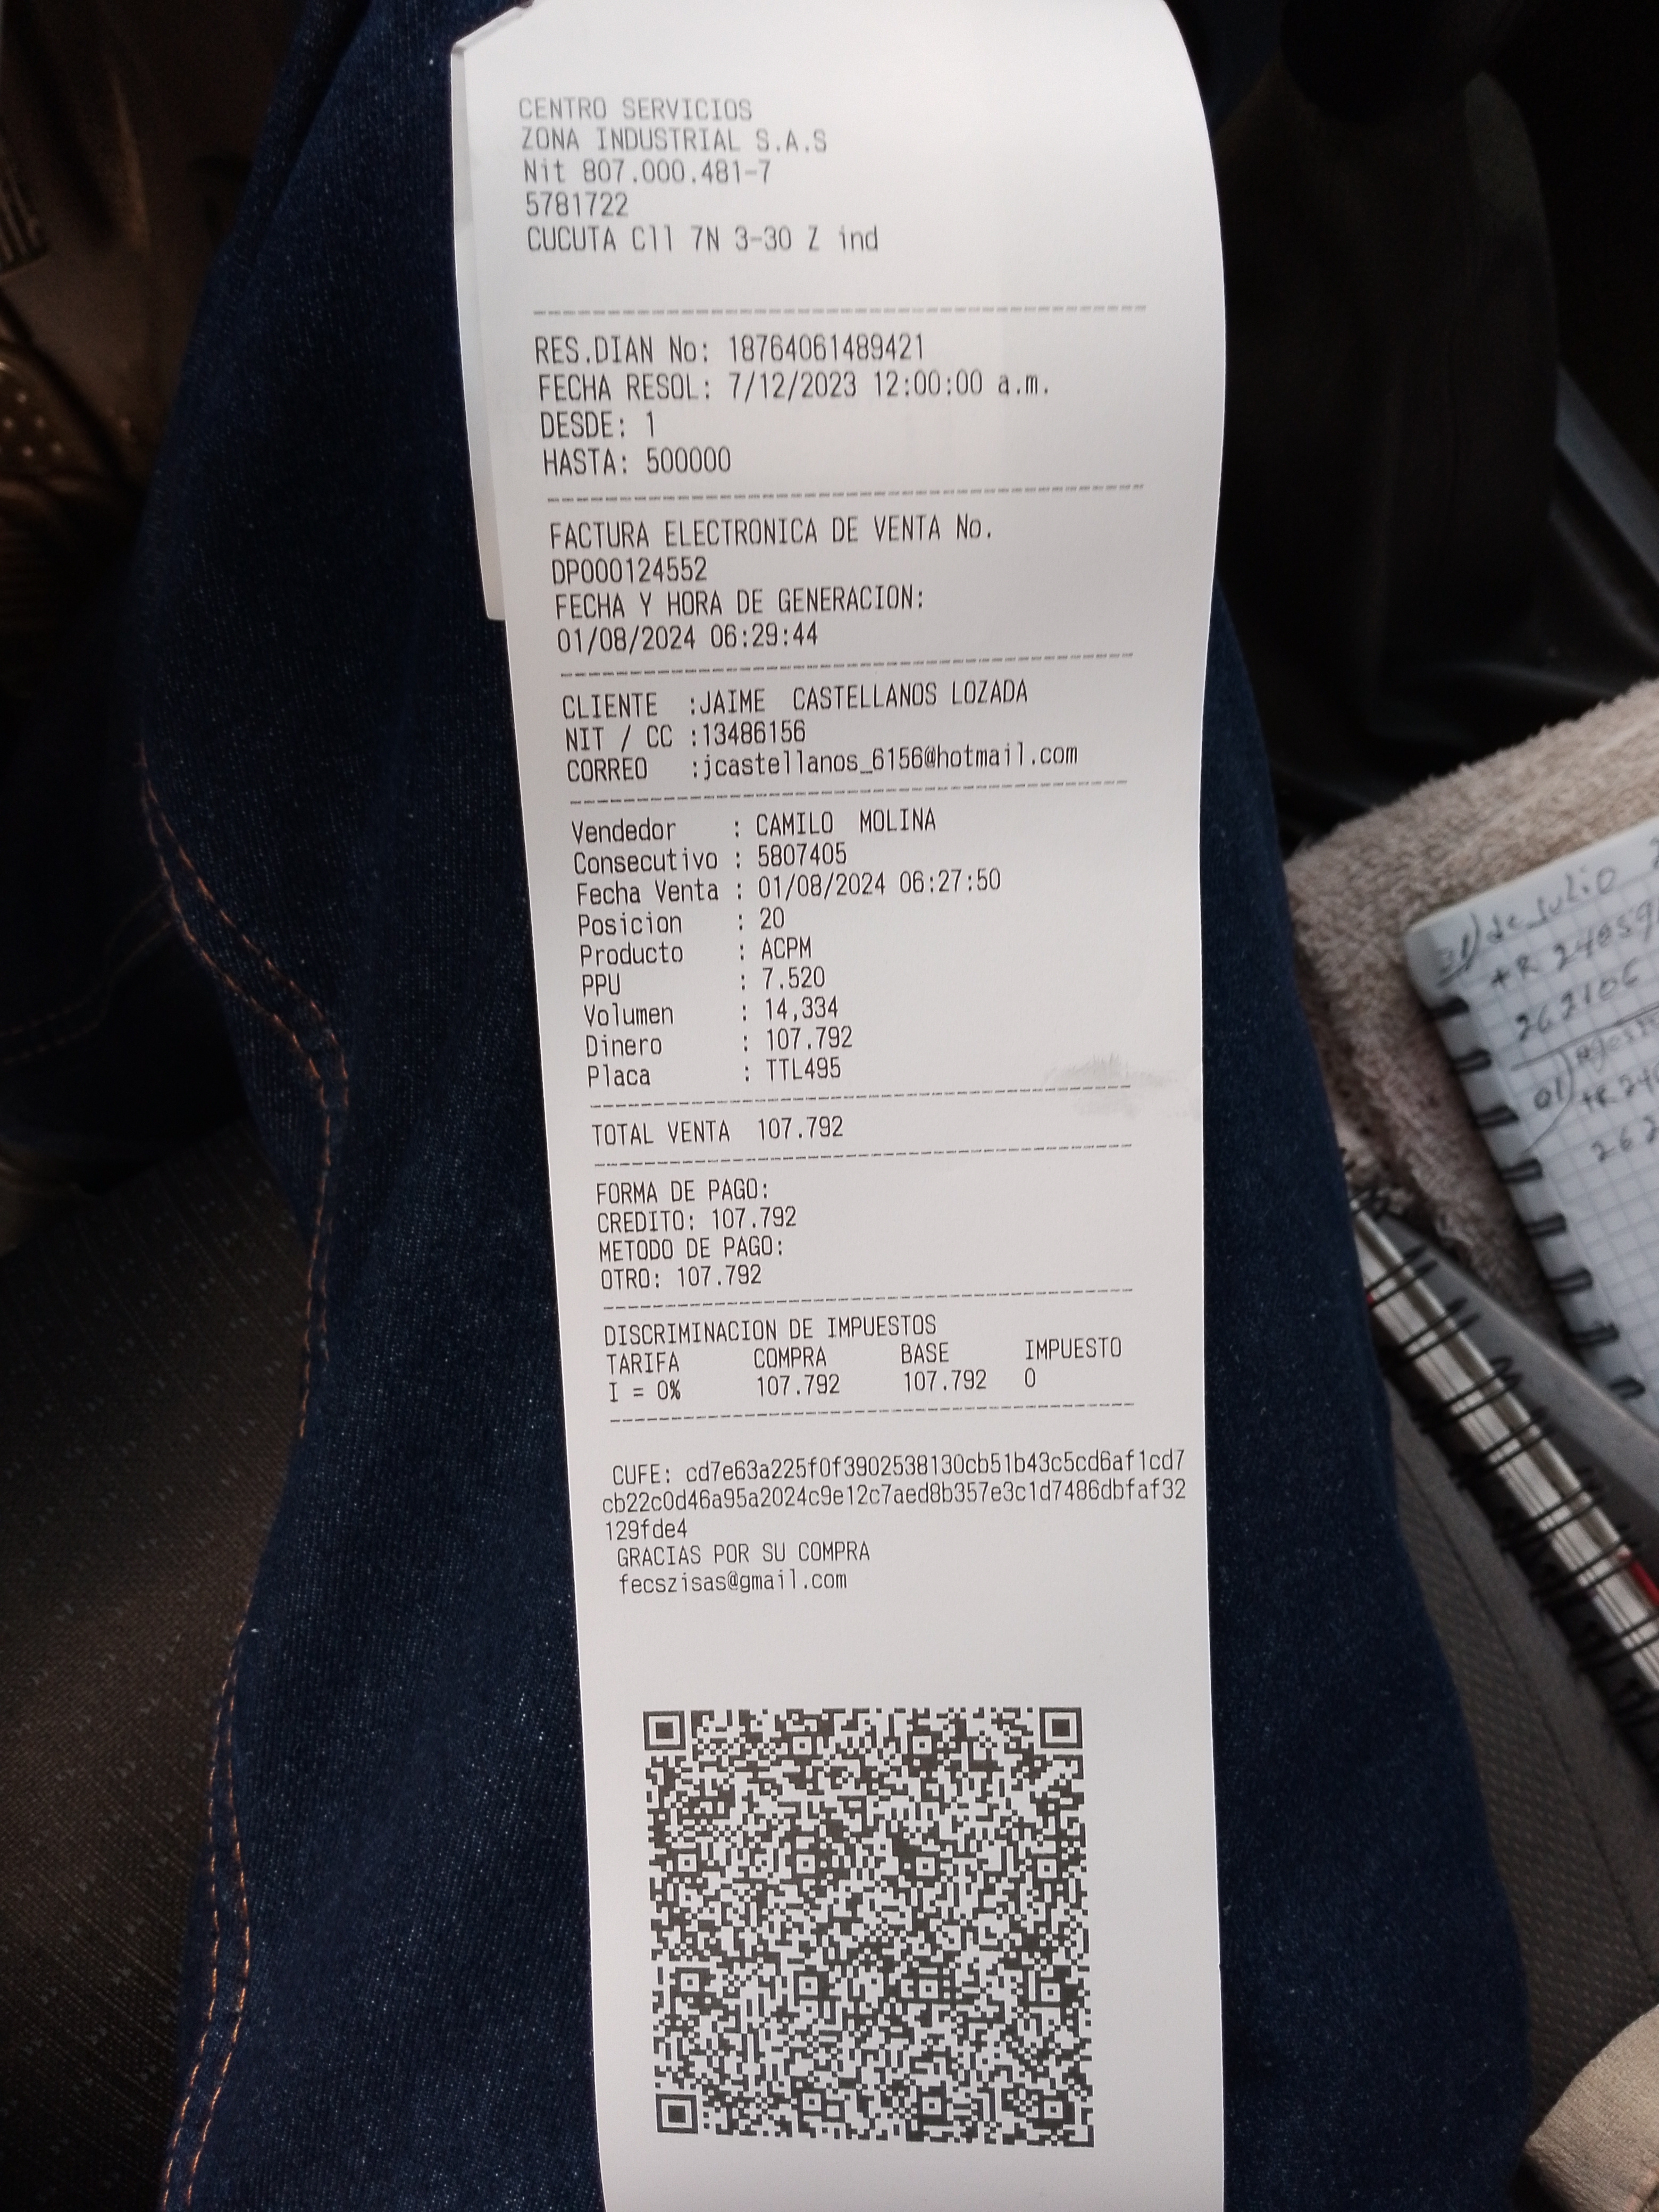 CENTRO SERVICIOS
ZONA INDUSTRIAL S.A.S
Nit 807.000.481-7
5781722
CUCUTA Cll 7N 3-30 Z ind
RES.DIAN No: 18764061489421
FECHA RESOL: 7/12/2023 12:00:00 a.m.
DESDE: 1
HASTA: 500000
FACTURA ELECTRONICA DE VENTA No.
DP000124552
FECHA Y HORA DE GENERACION:
01/08/2024 06:29:44
CLIENTE :JAIME CASTELLANOS LOZADA
NIT / CC :13486156
CORREO :jcastellanos_6156@hotmail.com
Vendedor : CAMILO MOLINA
Consecutivo : 5807405
Fecha Venta : 01/08/2024 06:27:50
Posicion : 20
Producto : ACPM
PPU : 7.520
Volumen : 14,334
Dinero : 107.792
Placa : TTL495
TOTAL VENTA 107.792
FORMA DE PAGO:
CREDITO: 107.792
METODO DE PAGO:
OTRO: 107.792
DISCRIMINACION DE IMPUESTOS
TARIFA COMPRA BASE IMPUESTO
I = 0% 107.792 107.792 0
CUFE: cd7e63a225f0f3902538130cb51b43c5cd6af1cd7
cb22c0d46a95a2024c9e12c7aed8b357e3c1d7486dbfaf32
129fde4
GRACIAS POR SU COMPRA
fecszisas@gmail.com
de Julio
262106
01)